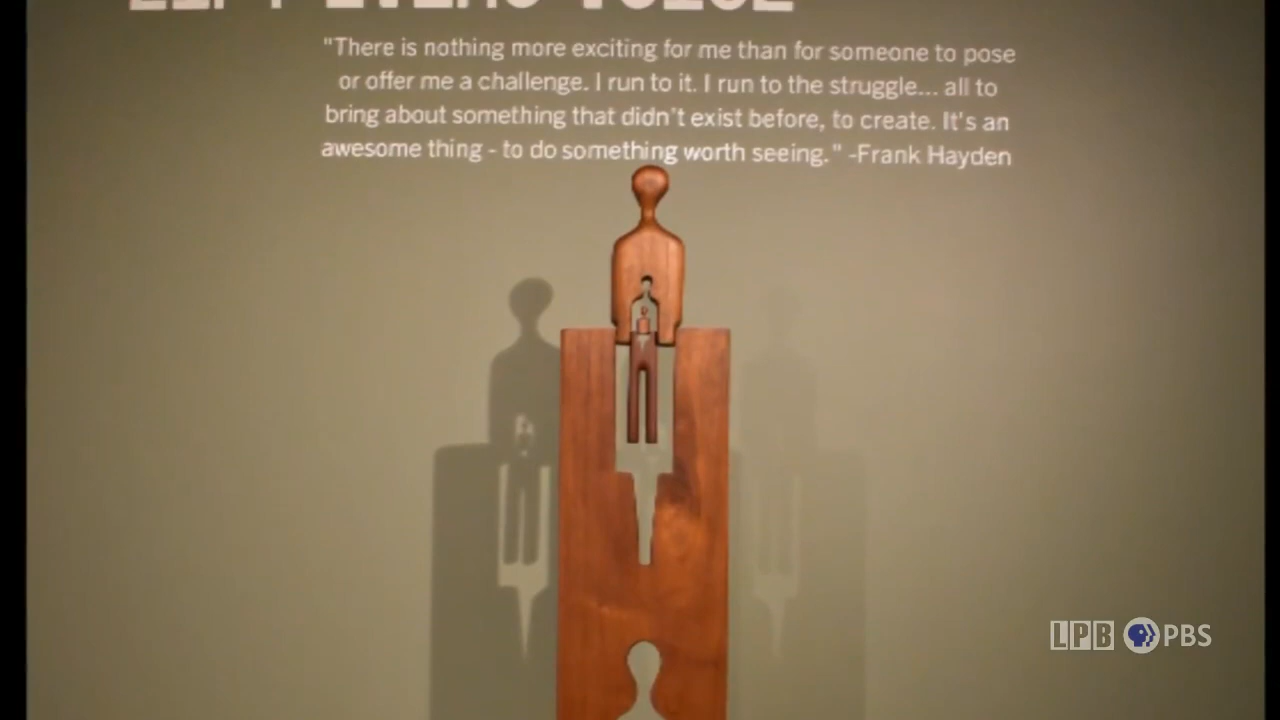 "There is nothing more exciting for me than for someone to pose
or offer me a challenge. I run to it. I run to the struggle... all to
bring about something that didn't exist before, to create. It's an
awesome thing - to do something worth seeing." -Frank Hayden
LPB PBS